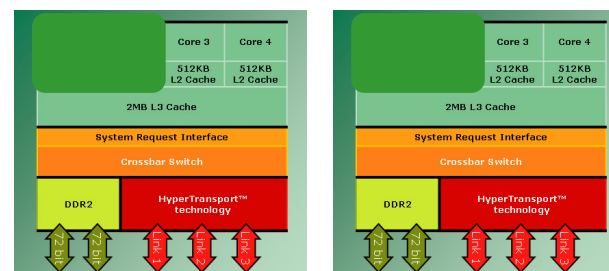 Core 3 Core 4
512KB 512KB
L2 Cache L2 Cache
2MB L3 Cache
System Request Interface
Crossbar Switch
DDR2
HyperTransport™
technology
72 bit 72 bit Link 1 Link 2 Link 3
Core 3 Core 4
512KB 512KB
L2 Cache L2 Cache
2MB L3 Cache
System Request Interface
Crossbar Switch
DDR2
HyperTransport™
technology
72 bit 72 bit Link 1 Link 2 Link 3